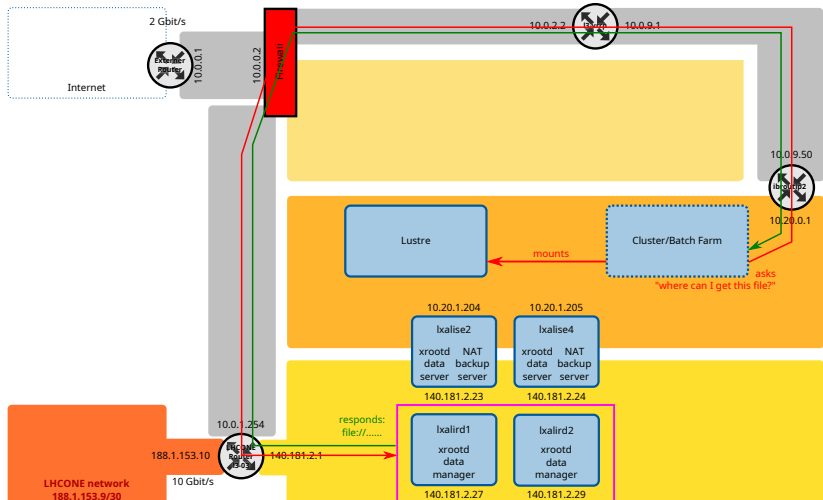 2 Gbit/s
Externer
Router
10.0.0.1
Internet
10.0.0.2
Firewall
10.0.2.2
10.0.9.1
10.0.9.50
10.20.0.1
Lustre
Cluster/Batch Farm
mounts
asks
"where can I get this file?"
10.20.1.204
10.20.1.205
lxalise2
xrootd NAT
data backup
server server
lxalise4
xrootd NAT
data backup
server server
140.181.2.23
140.181.2.24
responds:
file://......
10.0.1.254
LHCONE
Router
188.1.153.10
140.181.2.1
10 Gbit/s
lxalird1
xrootd
data
manager
lxalird2
xrootd
data
manager
140.181.2.27
140.181.2.29
LHCONE network
188.1.153.9/30